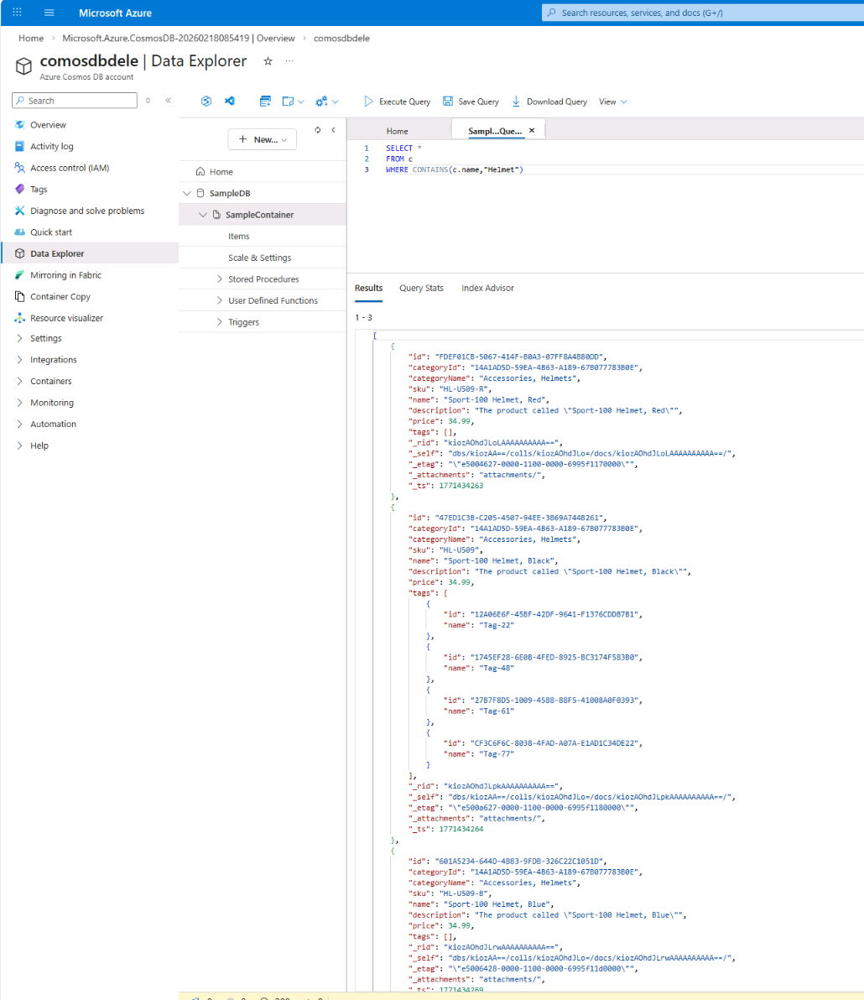 Microsoft Azure
Search resources, services, and docs (G+/)
Home > Microsoft.Azure.CosmosDB-20260218085419 | Overview > comosdbdele
comosdbdele | Data Explorer
Azure Cosmos DB account
Search
Overview
Activity log
Access control (IAM)
Tags
Diagnose and solve problems
Quick start
Data Explorer
Mirroring in Fabric
Container Copy
Resource visualizer
Settings
Integrations
Containers
Monitoring
Automation
Help
New...
Home
SampleDB
SampleContainer
Items
Scale & Settings
Stored Procedures
User Defined Functions
Triggers
Execute Query
Save Query
Download Query
View
Home
Sampl...Que...
1 SELECT *
2 FROM c
3 WHERE CONTAINS(c.name,"Helmet")
Results
Query Stats
Index Advisor
1 - 3
[
{
"id": "FDEF01CB-5067-414F-B0A3-07FF8A4B80DD",
"categoryId": "14A1AD5D-59EA-4B63-A189-67B077783B0E",
"categoryName": "Accessories, Helmets",
"sku": "HL-U509-R",
"name": "Sport-100 Helmet, Red",
"description": "The product called \"Sport-100 Helmet, Red\"",
"price": 34.99,
"tags": [],
"_rid": "kiozAOhdJLoLAAAAAAAAAA==",
"_self": "dbs/kiozAA==/colls/kiozAOhdJLo=/docs/kiozAOhdJLoLAAAAAAAAAA==/",
"_etag": "\"e5004627-0000-1100-0000-6995f1170000\"",
"_attachments": "attachments/",
"_ts": 1771434263
},
{
"id": "47ED1C3B-C205-4507-94EE-3B69A744B261",
"categoryId": "14A1AD5D-59EA-4B63-A189-67B077783B0E",
"categoryName": "Accessories, Helmets",
"sku": "HL-U509",
"name": "Sport-100 Helmet, Black",
"description": "The product called \"Sport-100 Helmet, Black\"",
"price": 34.99,
"tags": [
{
"id": "12A06E6F-45BF-42DF-9641-F1376CDDB7B1",
"name": "Tag-22"
},
{
"id": "1745EF28-6E0B-4FED-8925-BC3174F583B0",
"name": "Tag-48"
},
{
"id": "27B7F8D5-1009-45B8-88F5-41008A0F0393",
"name": "Tag-61"
},
{
"id": "CF3C6F6C-8038-4FAD-A07A-E1AD1C34DE22",
"name": "Tag-77"
}
],
"_rid": "kiozAOhdJLpkAAAAAAAAAA==",
"_self": "dbs/kiozAA==/colls/kiozAOhdJLo=/docs/kiozAOhdJLpkAAAAAAAAAA==/",
"_etag": "\"e500a627-0000-1100-0000-6995f1180000\"",
"_attachments": "attachments/",
"_ts": 1771434264
},
{
"id": "601A5234-644D-4B83-9FDB-326C22C1051D",
"categoryId": "14A1AD5D-59EA-4B63-A189-67B077783B0E",
"categoryName": "Accessories, Helmets",
"sku": "HL-U509-B",
"name": "Sport-100 Helmet, Blue",
"description": "The product called \"Sport-100 Helmet, Blue\"",
"price": 34.99,
"tags": [],
"_rid": "kiozAOhdJLrwAAAAAAAAAA==",
"_self": "dbs/kiozAA==/colls/kiozAOhdJLo=/docs/kiozAOhdJLrwAAAAAAAAAA==/",
"_etag": "\"e5006428-0000-1100-0000-6995f11d0000\"",
"_attachments": "attachments/",
"_ts": 1771434269